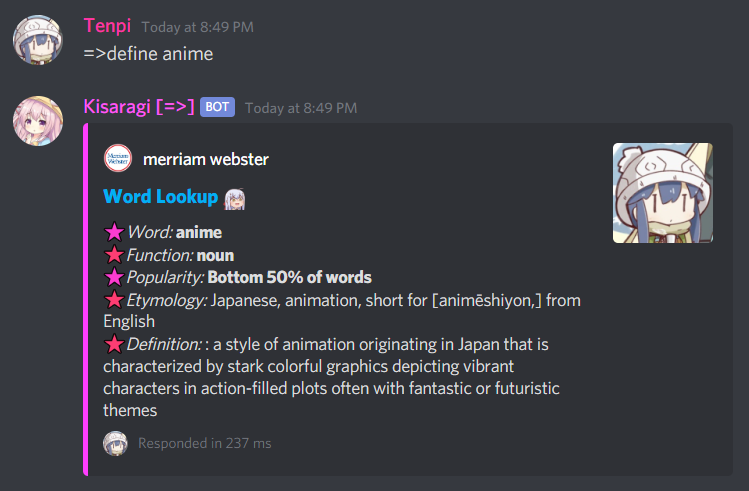 Tenpi Today at 8:49 PM
=>define anime
Kisaragi [=>] BOT Today at 8:49 PM
Merriam
Webster
merriam webster
Word Lookup
Word: anime
Function: noun
Popularity: Bottom 50% of words
Etymology: Japanese, animation, short for [animēshiyon,] from
English
Definition: : a style of animation originating in Japan that is
characterized by stark colorful graphics depicting vibrant
characters in action-filled plots often with fantastic or futuristic
themes
Responded in 237 ms